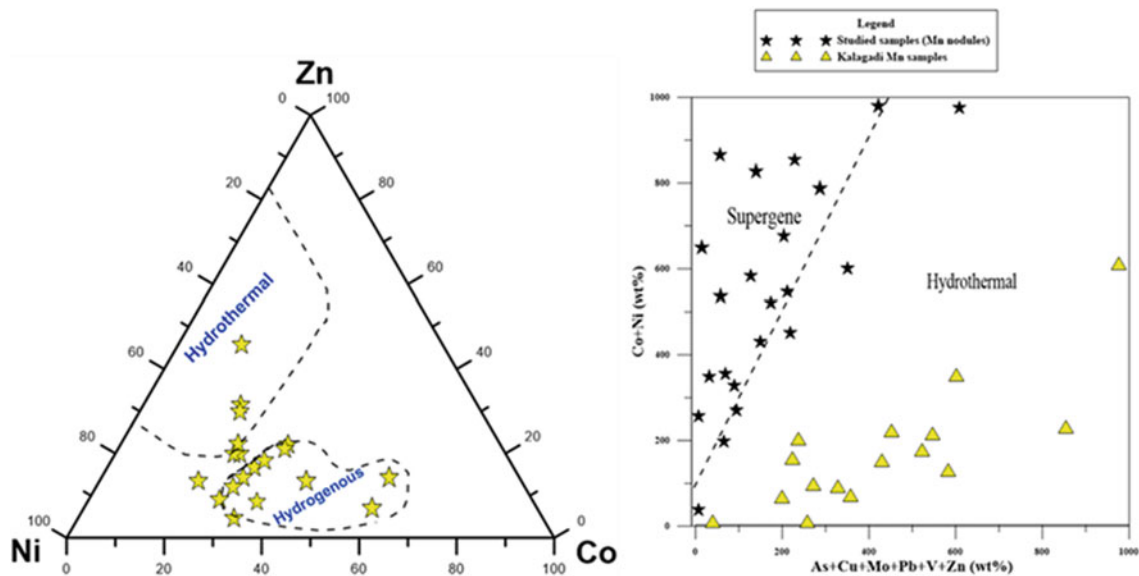 Zn
0
100
20
80
40
60
60
40
80
20
100
0
Ni
Co
0
20
40
60
80
100
Hydrothermal
Hydrogenous
Legend
Studied samples (Mn nodules)
Kalagadi Mn samples
1000
800
600
400
200
0
Co+Ni (wt%)
Supergene
Hydrothermal
0 200 400 600 800 1000
As+Cu+Mo+Pb+V+Zn (wt%)